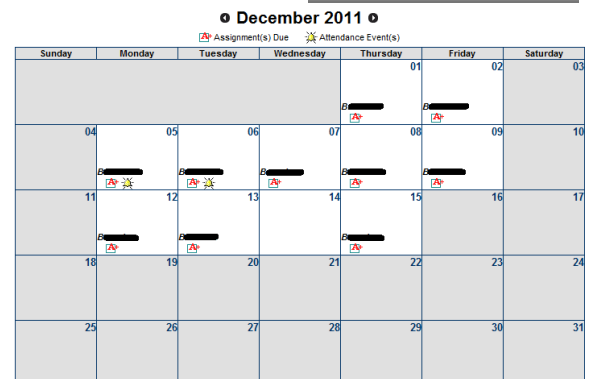 December 2011
A+ Assignment(s) Due Attendance Event(s)
Sunday Monday Tuesday Wednesday Thursday Friday Saturday
01 02 03
B B
A+ A+
04 05 06 07 08 09 10
B B B B B
A+ A+ A+ A+ A+
11 12 13 14 15 16 17
B B B
A+ A+ A+
18 19 20 21 22 23 24
25 26 27 28 29 30 31